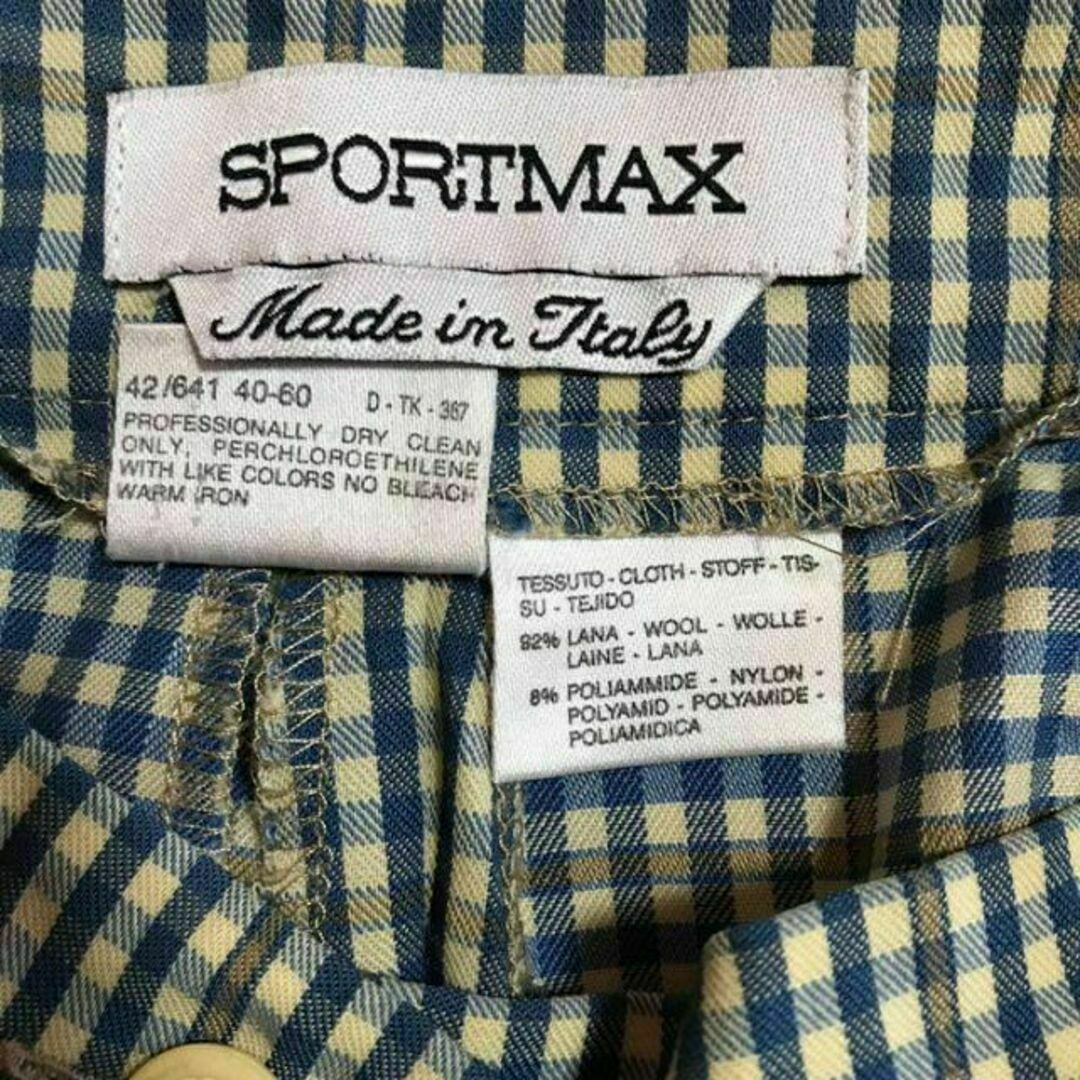 SPORTMAX
Made in Italy
42/641 40-60 D-TK-367
PROFESSIONALLY DRY CLEAN
ONLY, PERCHLOROETHILENE
WITH LIKE COLORS NO BLEACH
WARM IRON
TESSUTO-CLOTH-STOFF-TIS-
SU-TEJIDO
92% LANA - WOOL - WOLLE -
LAINE - LANA
8% POLIAMMIDE - NYLON -
POLYAMID - POLYAMIDE -
POLIAMIDICA